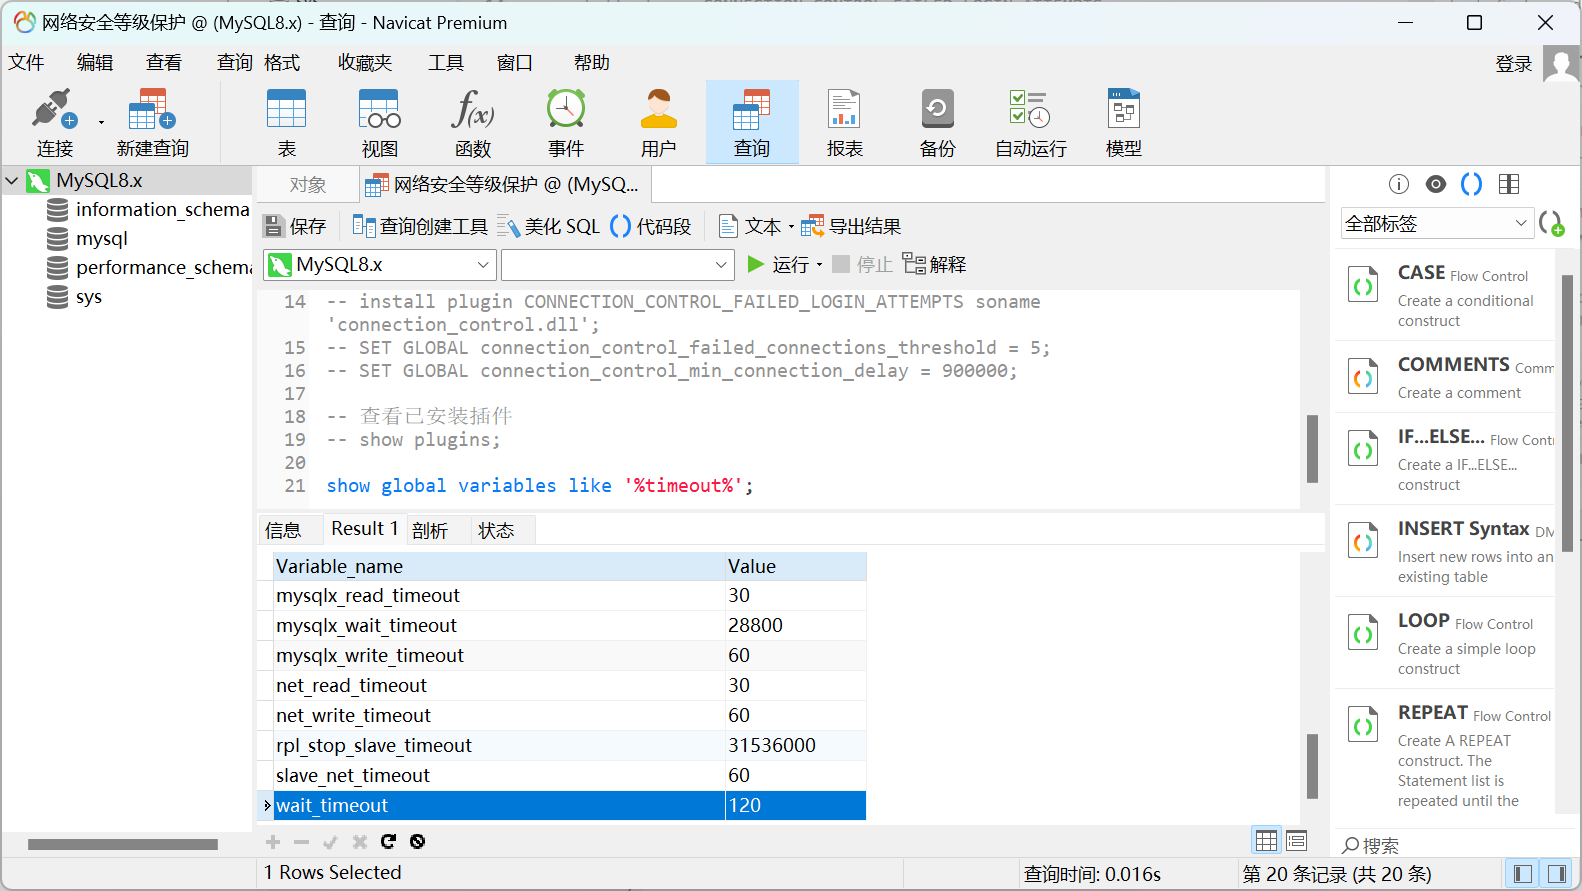 网络安全等级保护 @ (MySQL8.x) - 查询 - Navicat Premium
文件 编辑 查看 查询 格式 收藏夹 工具 窗口 帮助 登录
连接 新建查询 表 视图 函数 事件 用户 查询 报表 备份 自动运行 模型
MySQL8.x
information_schema
mysql
performance_schema
sys
对象 网络安全等级保护 @ (MySQ...
保存 查询创建工具 美化 SQL 代码段 文本 导出结果
MySQL8.x 运行 停止 解释
14 -- install plugin CONNECTION_CONTROL_FAILED_LOGIN_ATTEMPTS soname
'connection_control.dll';
15 -- SET GLOBAL connection_control_failed_connections_threshold = 5;
16 -- SET GLOBAL connection_control_min_connection_delay = 900000;
17
18 -- 查看已安装插件
19 -- show plugins;
20
21 show global variables like '%timeout%';
信息 Result 1 剖析 状态
Variable_name Value
mysqlx_read_timeout 30
mysqlx_wait_timeout 28800
mysqlx_write_timeout 60
net_read_timeout 30
net_write_timeout 60
rpl_stop_slave_timeout 31536000
slave_net_timeout 60
wait_timeout 120
1 Rows Selected 查询时间: 0.016s 第 20 条记录 (共 20 条)
全部标签
CASE Flow Control
Create a conditional
construct
COMMENTS Comm
Create a comment
IF...ELSE... Flow Cont
Create a IF...ELSE...
construct
INSERT Syntax DM
Insert new rows into an
existing table
LOOP Flow Control
Create a simple loop
construct
REPEAT Flow Control
Create A REPEAT
construct. The
Statement list is
repeated until the
搜索